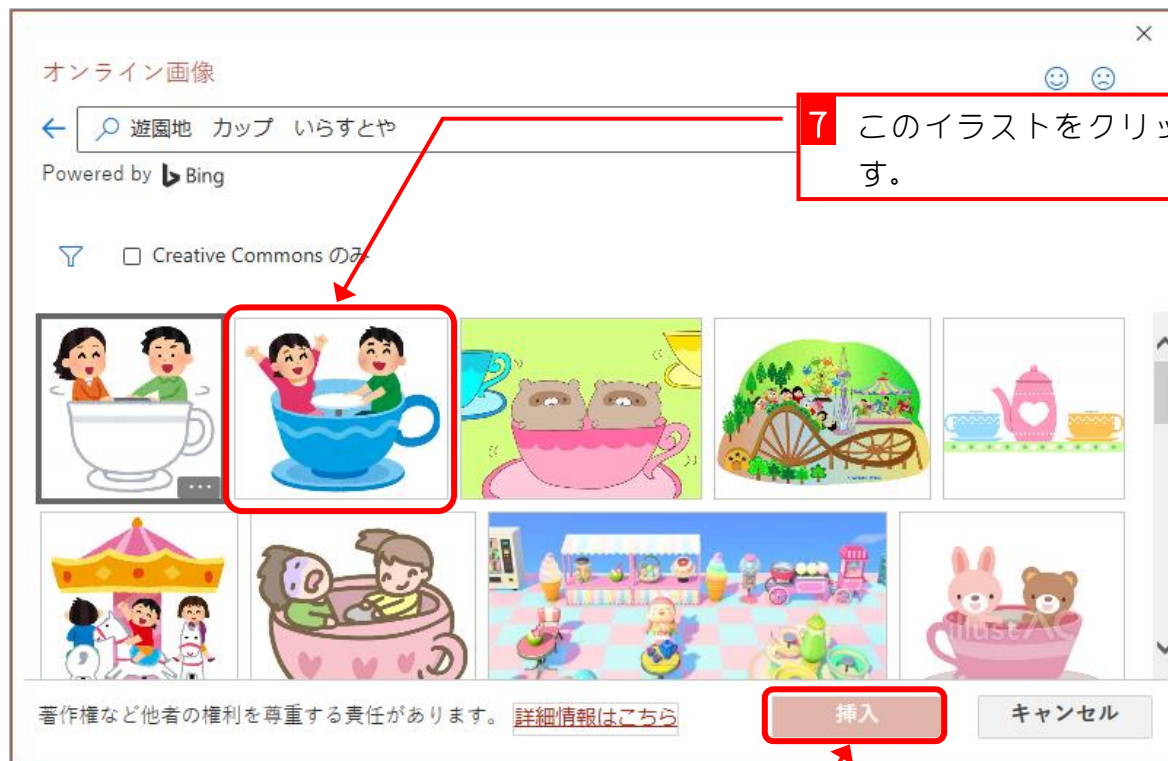 オンライン画像
遊園地 カップ いらすとや
7 このイラストをクリッ
す。
Powered by Bing
Creative Commons のみ
illust AC
著作権など他者の権利を尊重する責任があります。 詳細情報はこちら 挿入 キャンセル